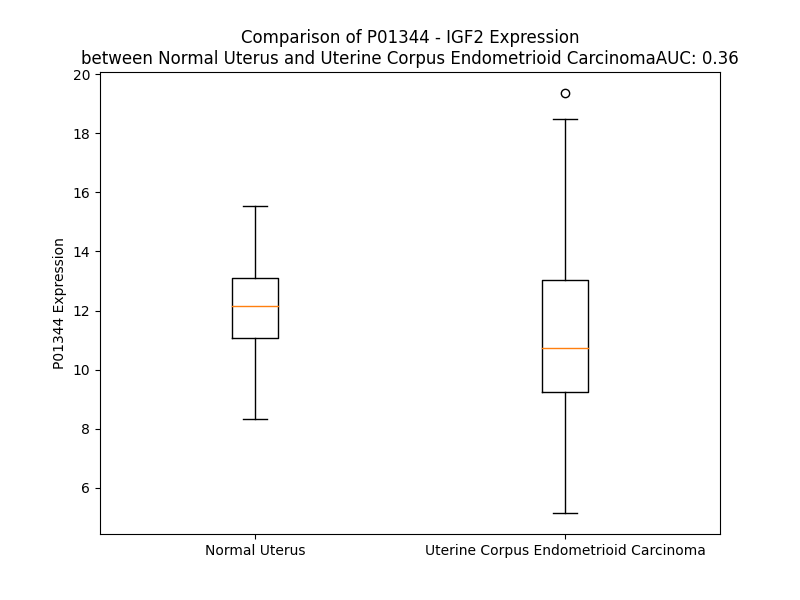 Comparison of P01344 - IGF2 Expression
between Normal Uterus and Uterine Corpus Endometrioid CarcinomaAUC: 0.36
20
18
16
14
12
10
8
6
P01344 Expression
Normal Uterus
Uterine Corpus Endometrioid Carcinoma